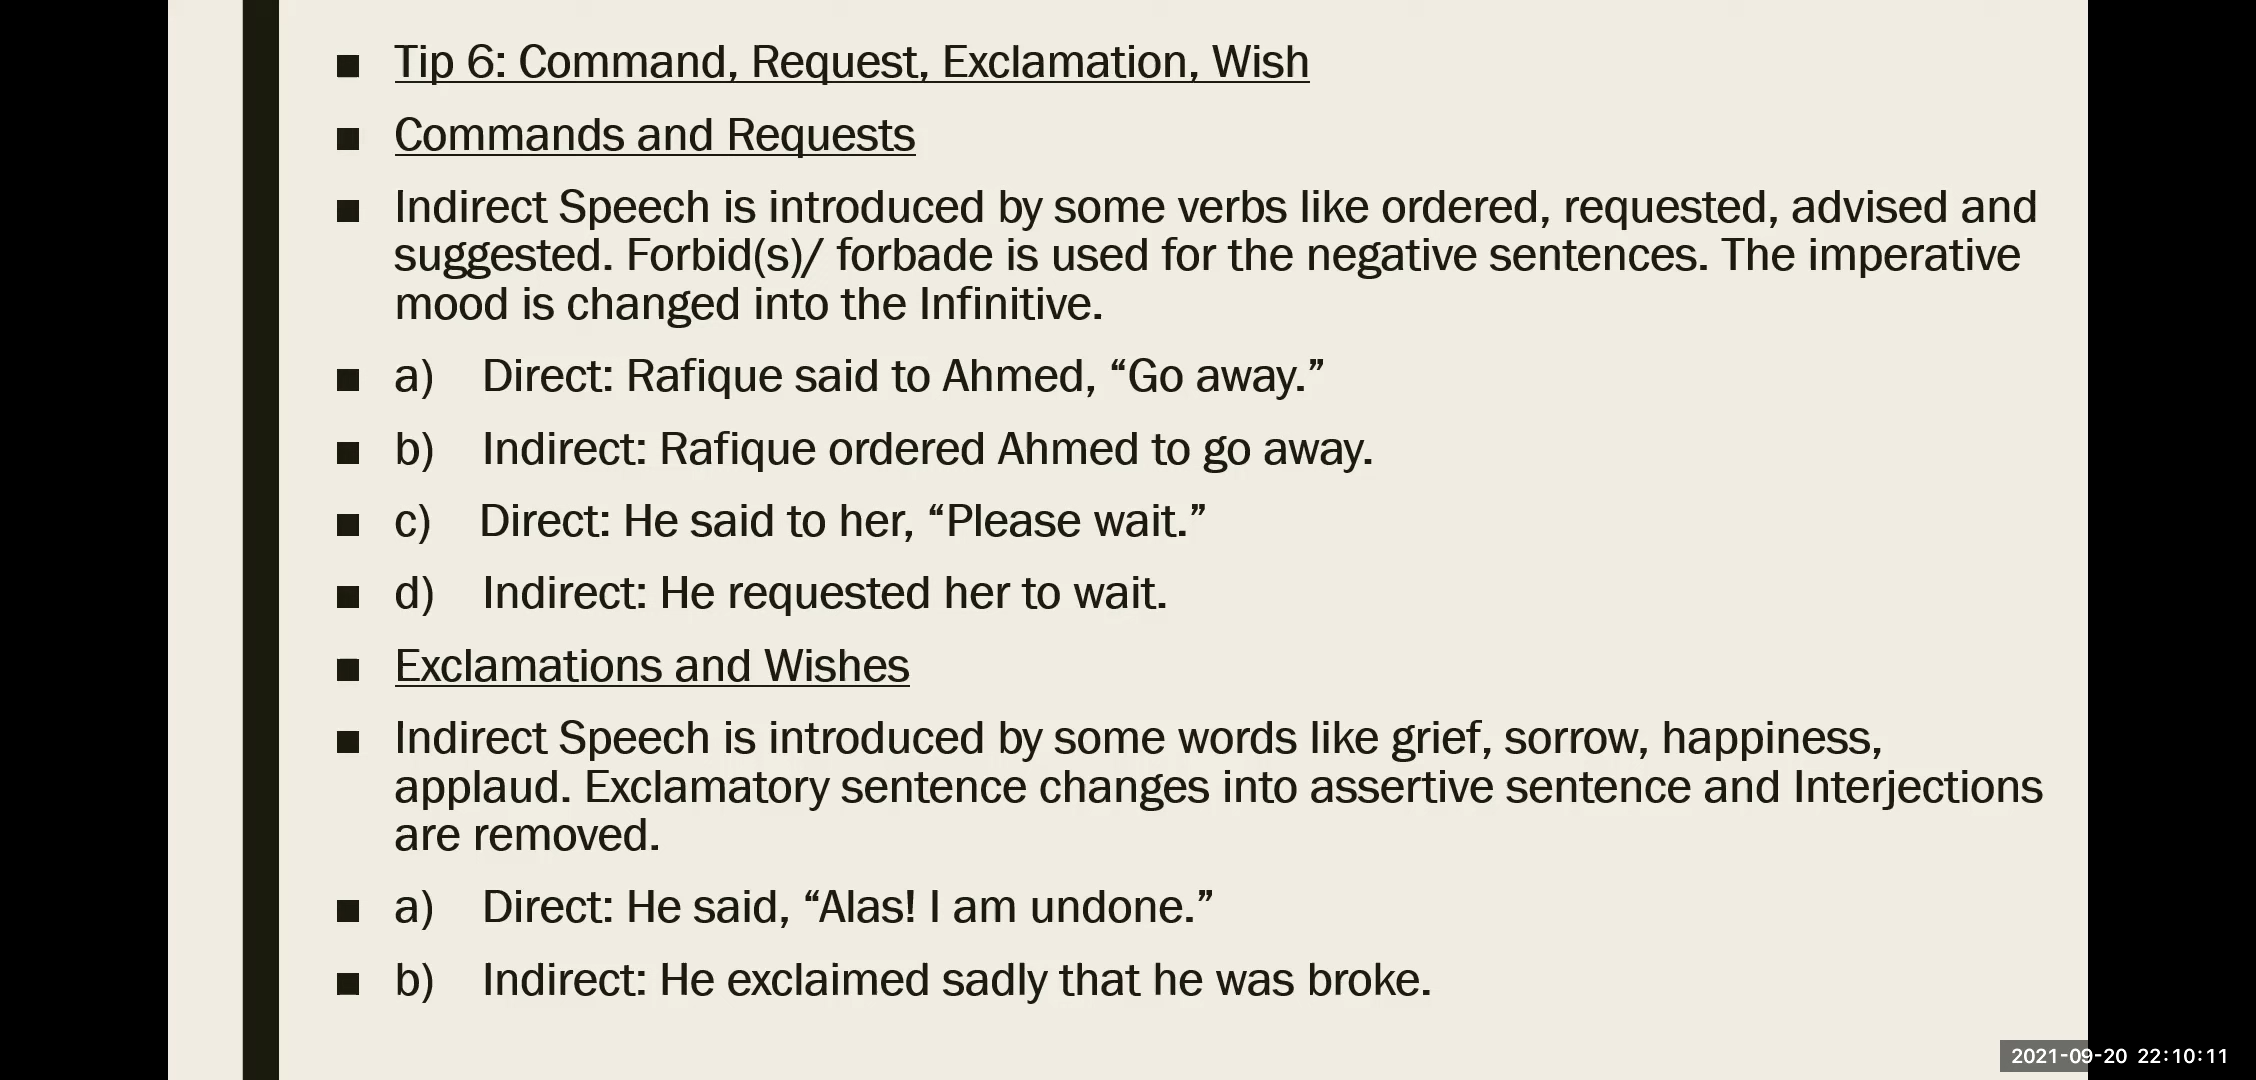 ■ Tip 6: Command, Request, Exclamation, Wish
■ Commands and Requests
■ Indirect Speech is introduced by some verbs like ordered, requested, advised and
suggested. Forbid(s)/ forbade is used for the negative sentences. The imperative
mood is changed into the Infinitive.
■ a) Direct: Rafique said to Ahmed, “Go away.”
■ b) Indirect: Rafique ordered Ahmed to go away.
■ c) Direct: He said to her, “Please wait.”
■ d) Indirect: He requested her to wait.
■ Exclamations and Wishes
■ Indirect Speech is introduced by some words like grief, sorrow, happiness,
applaud. Exclamatory sentence changes into assertive sentence and Interjections
are removed.
■ a) Direct: He said, “Alas! I am undone.”
■ b) Indirect: He exclaimed sadly that he was broke.
2021-09-20 22:10:11